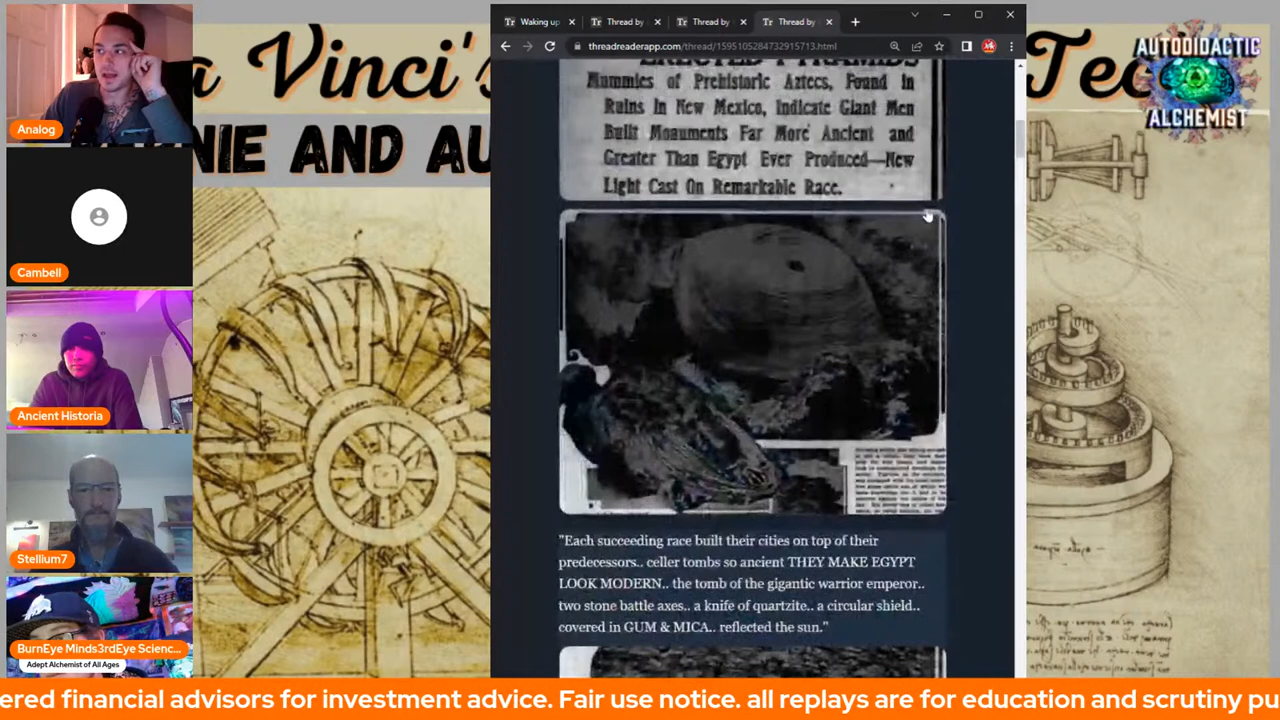 a Vinci's
Tec
NIE AND AU
AUTODIDACTIC
ALCHEMIST
Analog
Cambell
Ancient Historia
Stellium7
BurnEye Minds3rdEye Scienc...
Adept Alchemist of All Ages
Waking up
Thread by
Thread by
Thread by
threadreaderapp.com/thread/1595105284732915713.html
ERECTED PYRAMIDS
Mummies of Prehistoric Aztecs, Found in
Ruins In New Mexico, Indicate Giant Men
Built Monuments Far More Ancient and
Greater Than Egypt Ever Produced—New
Light Cast On Remarkable Race.
"Each succeeding race built their cities on top of their
predecessors.. celler tombs so ancient THEY MAKE EGYPT
LOOK MODERN.. the tomb of the gigantic warrior emperor..
two stone battle axes.. a knife of quartzite.. a circular shield..
covered in GUM & MICA.. reflected the sun."
ered financial advisors for investment advice. Fair use notice. all replays are for education and scrutiny pu